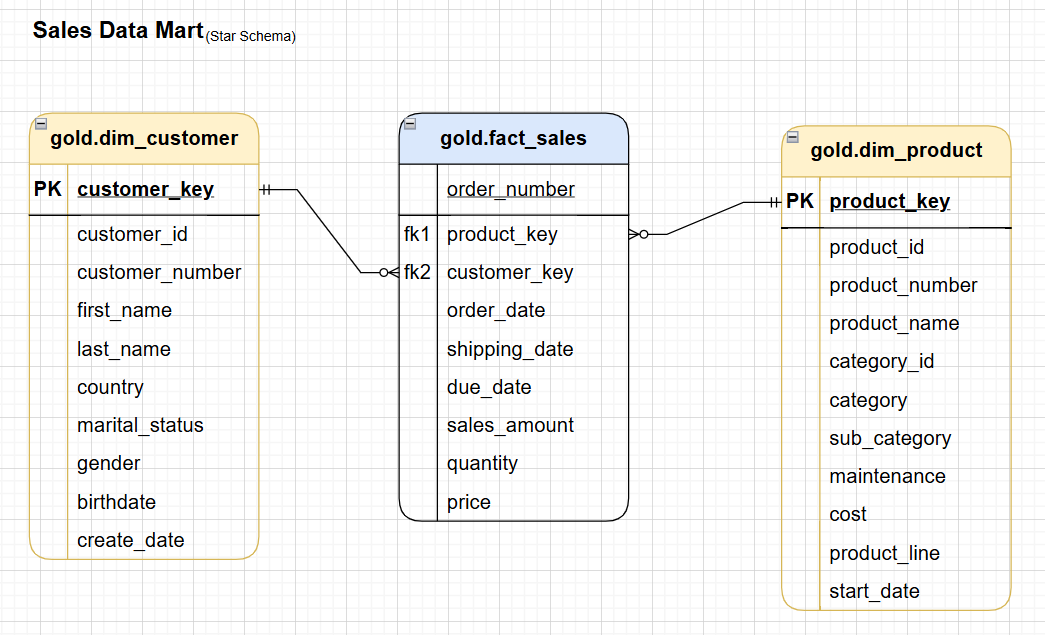 Sales Data Mart(Star Schema)
gold.dim_customer
PK customer_key
customer_id
customer_number
first_name
last_name
country
marital_status
gender
birthdate
create_date
gold.fact_sales
order_number
fk1 product_key
fk2 customer_key
order_date
shipping_date
due_date
sales_amount
quantity
price
gold.dim_product
PK product_key
product_id
product_number
product_name
category_id
category
sub_category
maintenance
cost
product_line
start_date